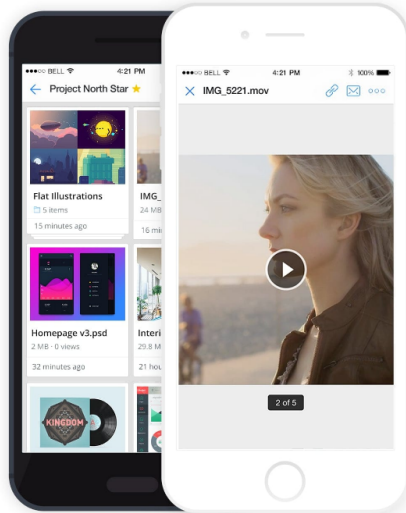 ●●●○○ BELL 4:21 PM
Project North Star
Flat Illustrations
5 items
15 minutes ago
IMG_
24 MB
16 mi
Homepage v3.psd
2 MB · 0 views
32 minutes ago
Interi
29.8 M
21 hou
KINGDOM
●●●○○ BELL 4:21 PM 100%
IMG_5221.mov
2 of 5